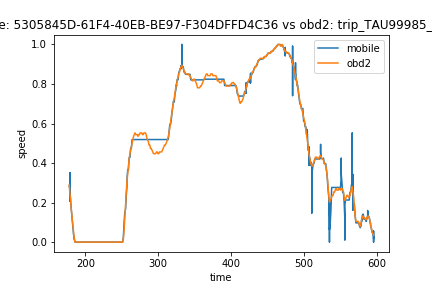 e: 5305845D-61F4-40EB-BE97-F304DFFD4C36 vs obd2: trip_TAU99985_
mobile
obd2
1.0
0.8
0.6
0.4
0.2
0.0
speed
200
300
400
500
600
time